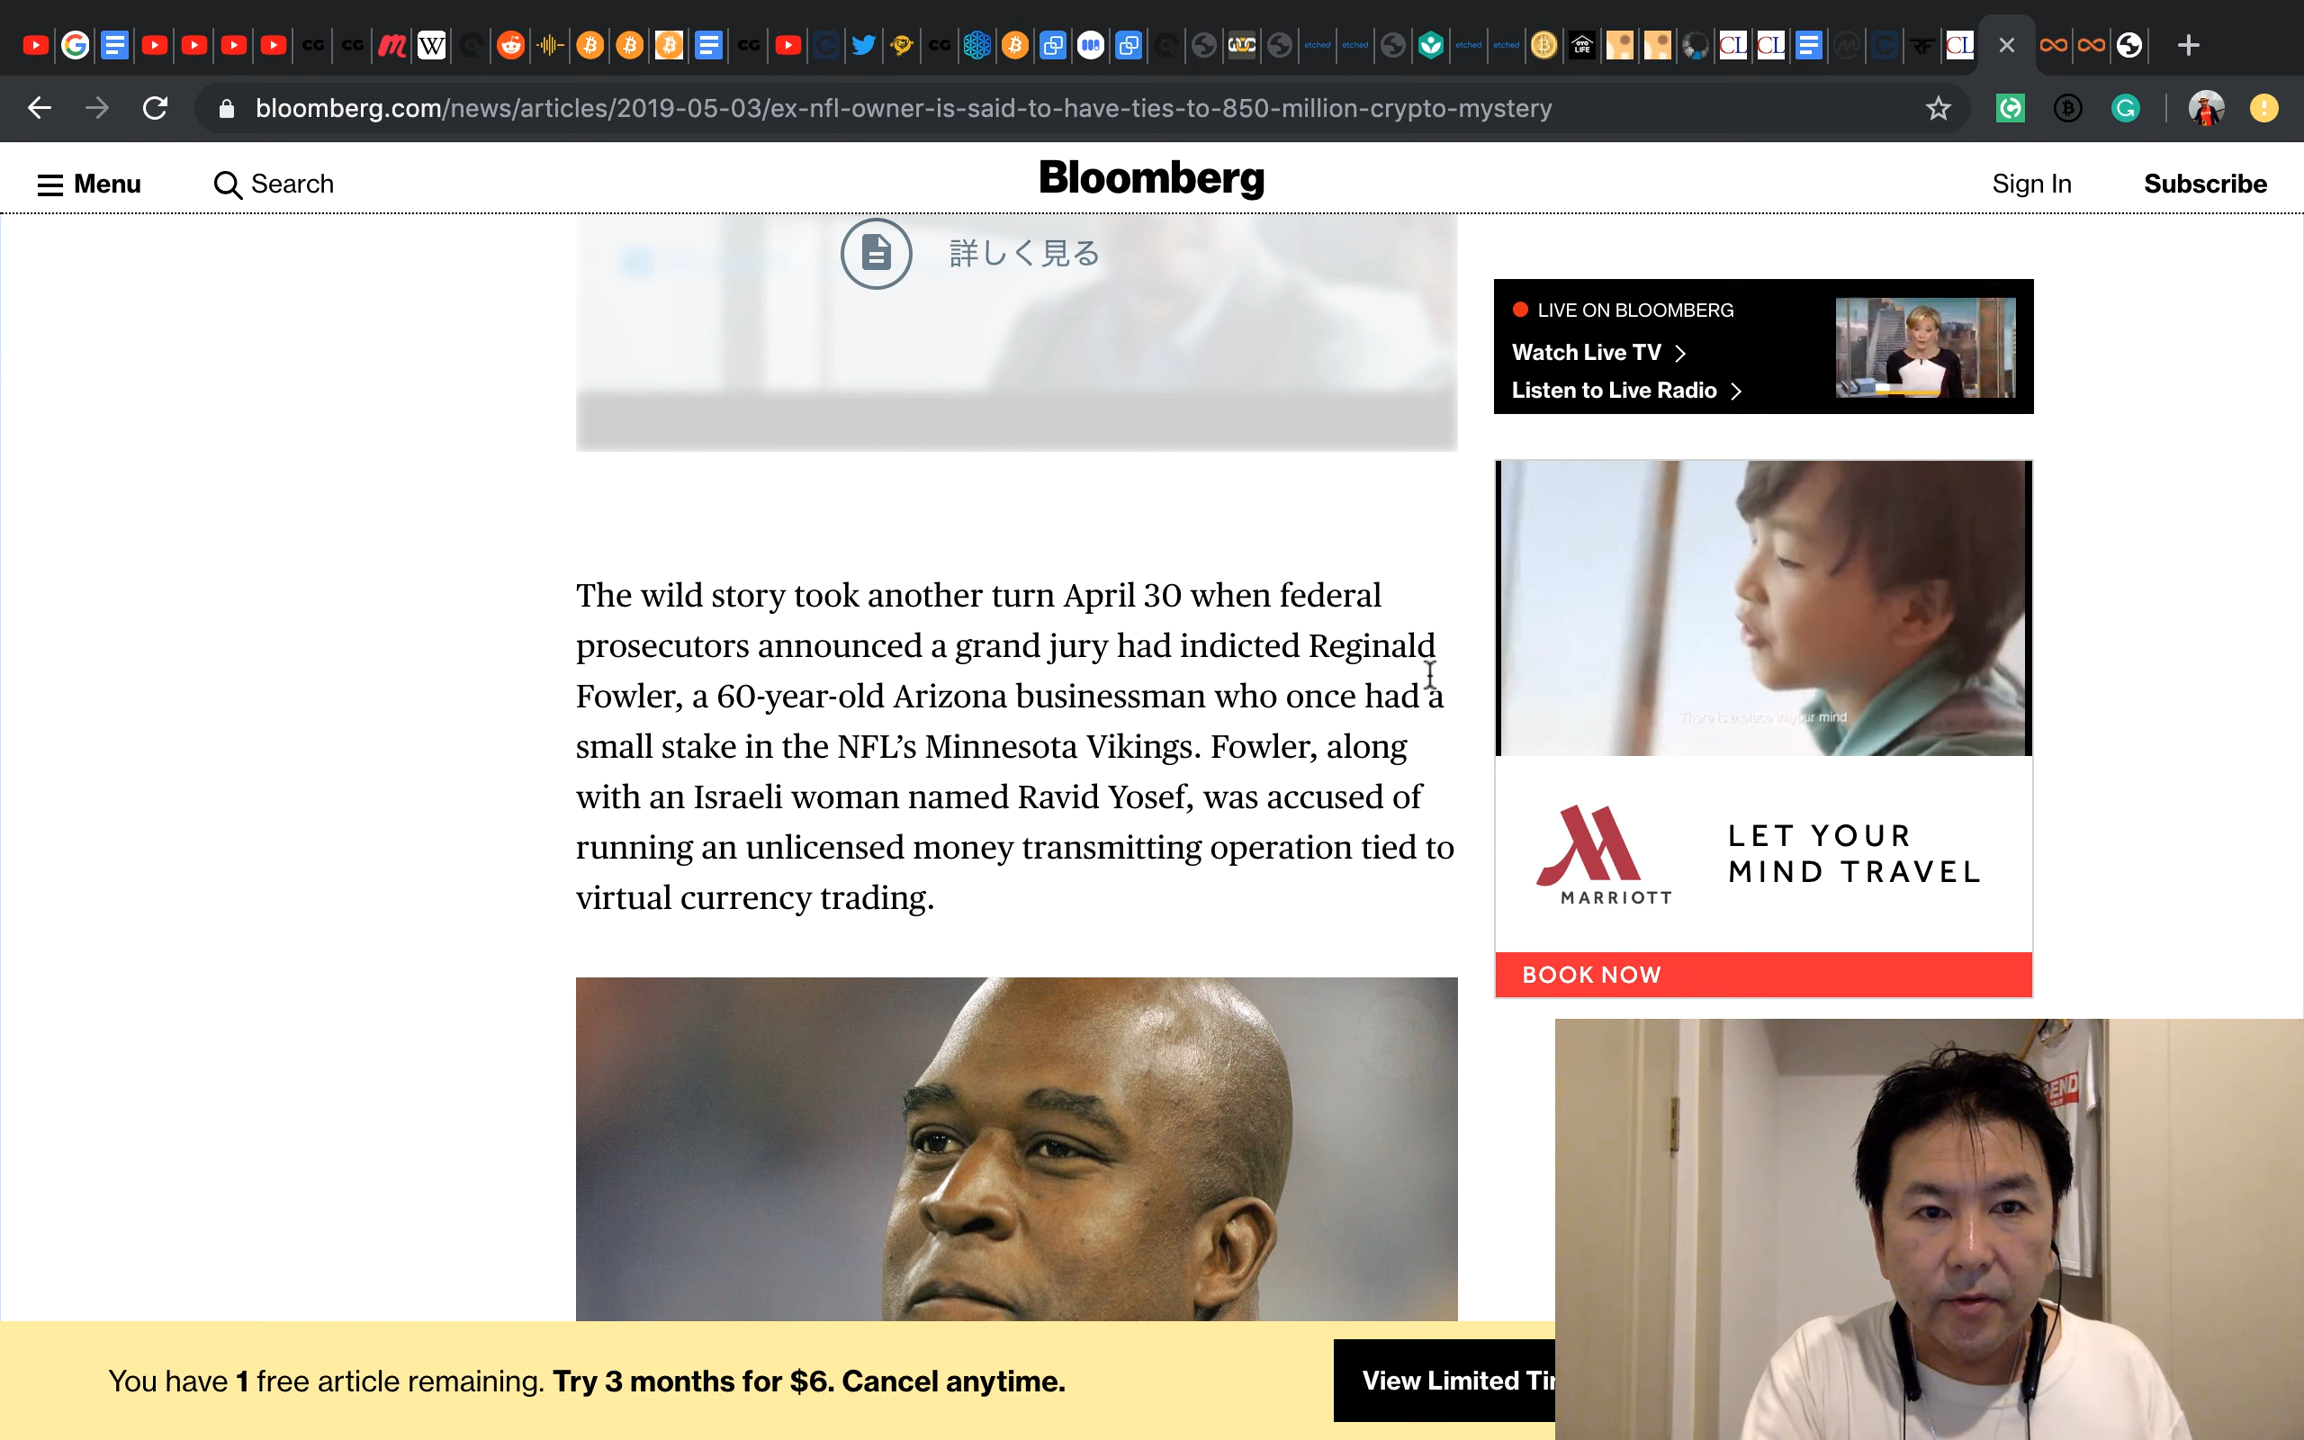 bloomberg.com/news/articles/2019-05-03/ex-nfl-owner-is-said-to-have-ties-to-850-million-crypto-mystery
Menu
Search
Bloomberg
Sign In
Subscribe
詳しく見る
LIVE ON BLOOMBERG
Watch Live TV
Listen to Live Radio
The wild story took another turn April 30 when federal
prosecutors announced a grand jury had indicted Reginald
Fowler, a 60-year-old Arizona businessman who once had a
small stake in the NFL’s Minnesota Vikings. Fowler, along
with an Israeli woman named Ravid Yosef, was accused of
running an unlicensed money transmitting operation tied to
virtual currency trading.
There is a place in your mind
MARRIOTT
LET YOUR
MIND TRAVEL
BOOK NOW
You have 1 free article remaining. Try 3 months for $6. Cancel anytime.
View Limited